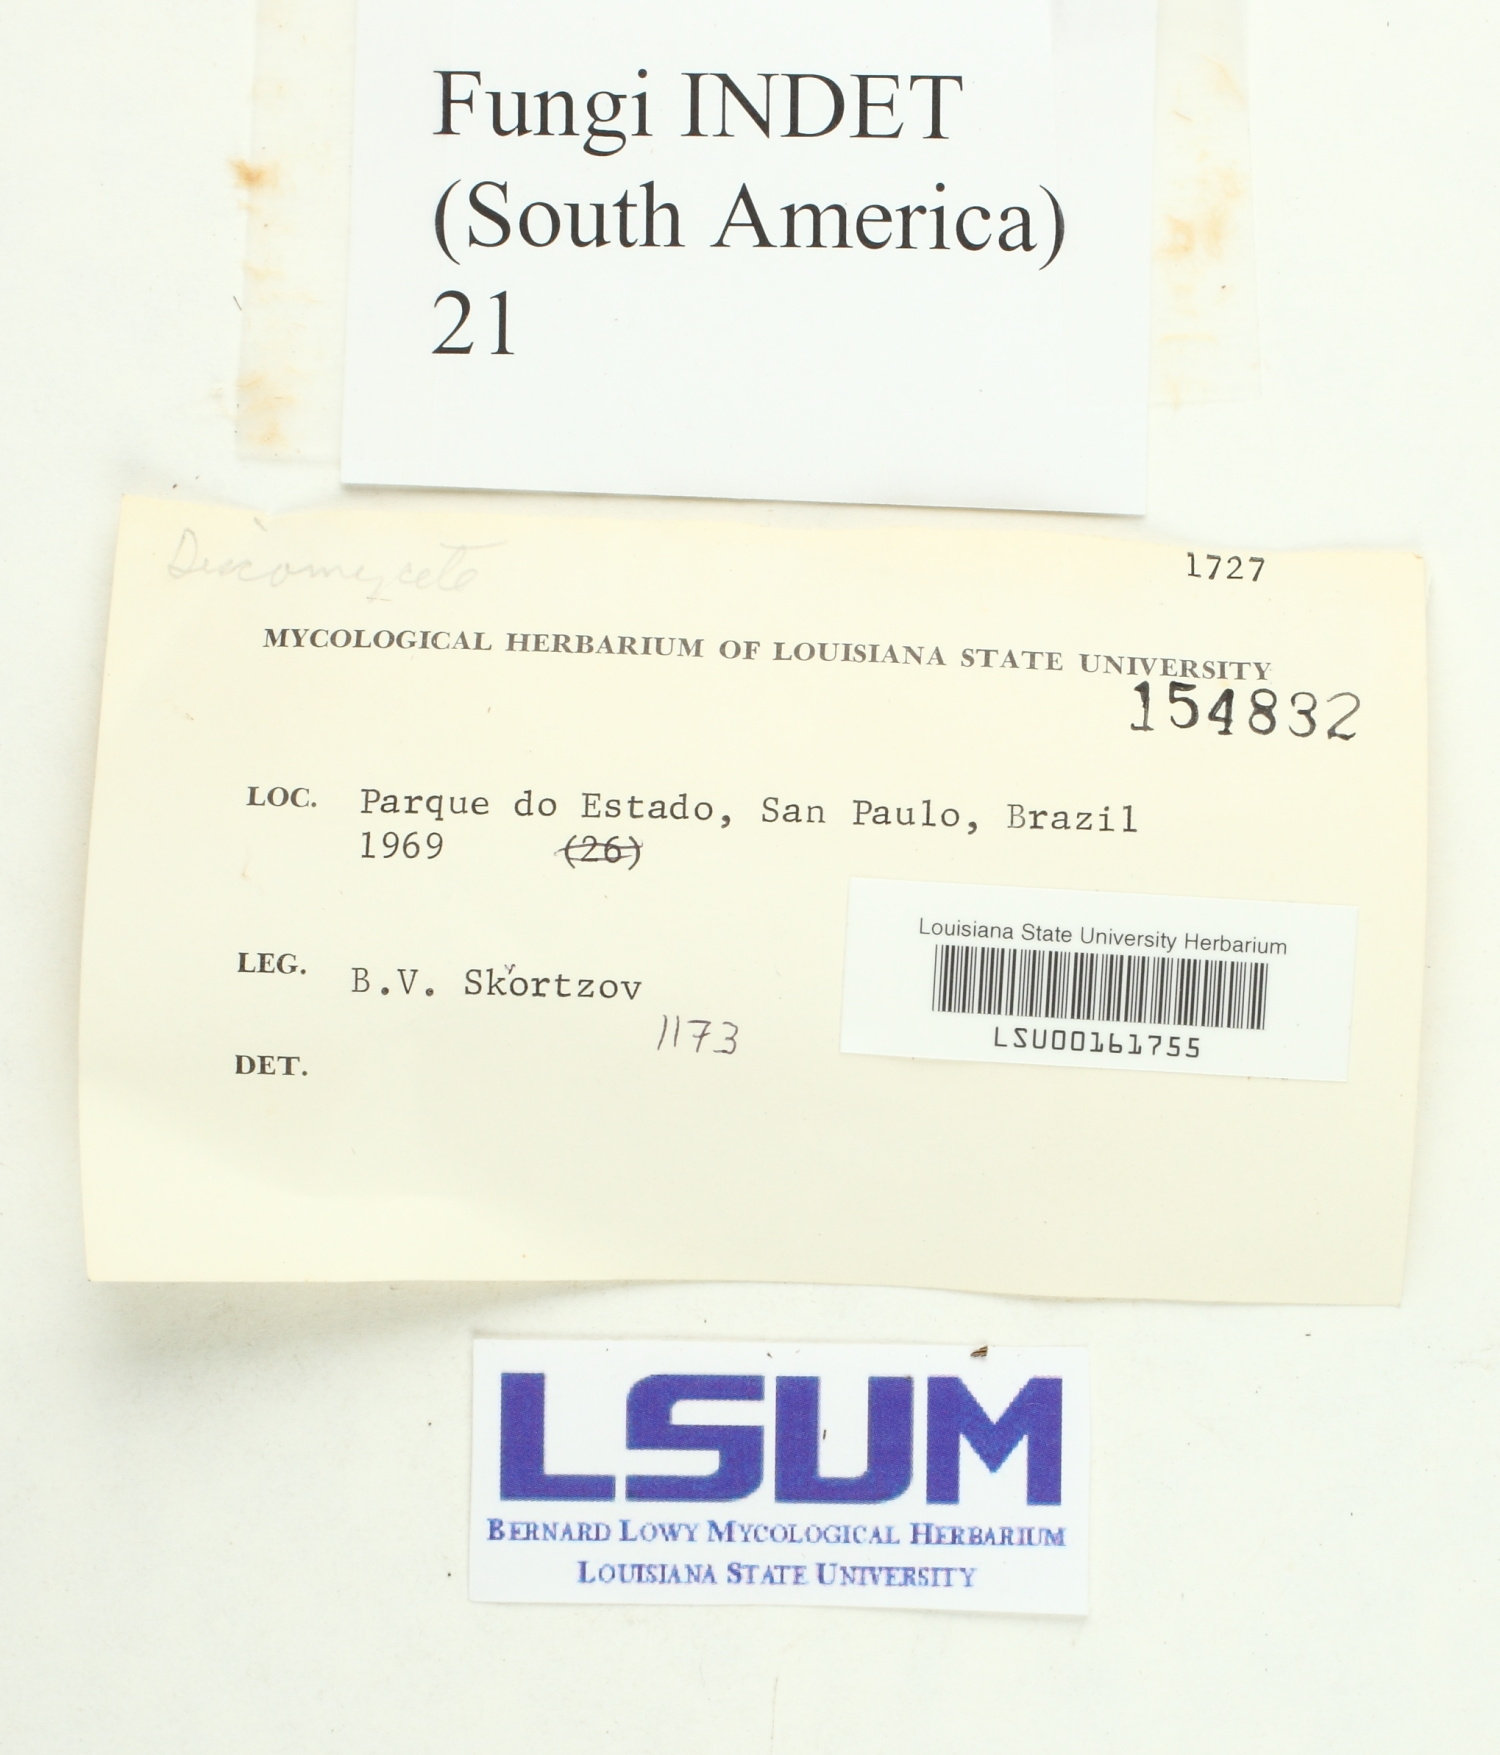 Fungi INDET
(South America)
21
Discomycete
1727
MYCOLOGICAL HERBARIUM OF LOUISIANA STATE UNIVERSITY
154832
LOC. Parque do Estado, San Paulo, Brazil
1969 (26)
Louisiana State University Herbarium
LSU00161755
LEG. B.V. Skortzov
1173
DET.
LSUM
BERNARD LOWY MYCOLOGICAL HERBARIUM
LOUISIANA STATE UNIVERSITY